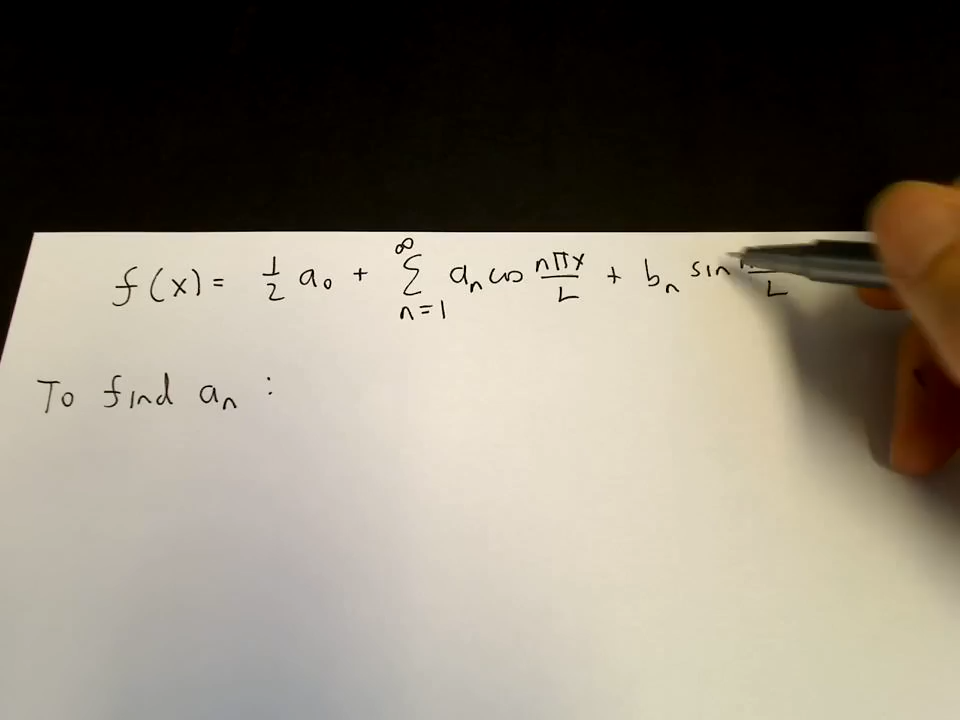 f(x) = 1/2 a₀ + ∞ Σ n=1 aₙ cos nπx/L + bₙ sin /L
To find aₙ :